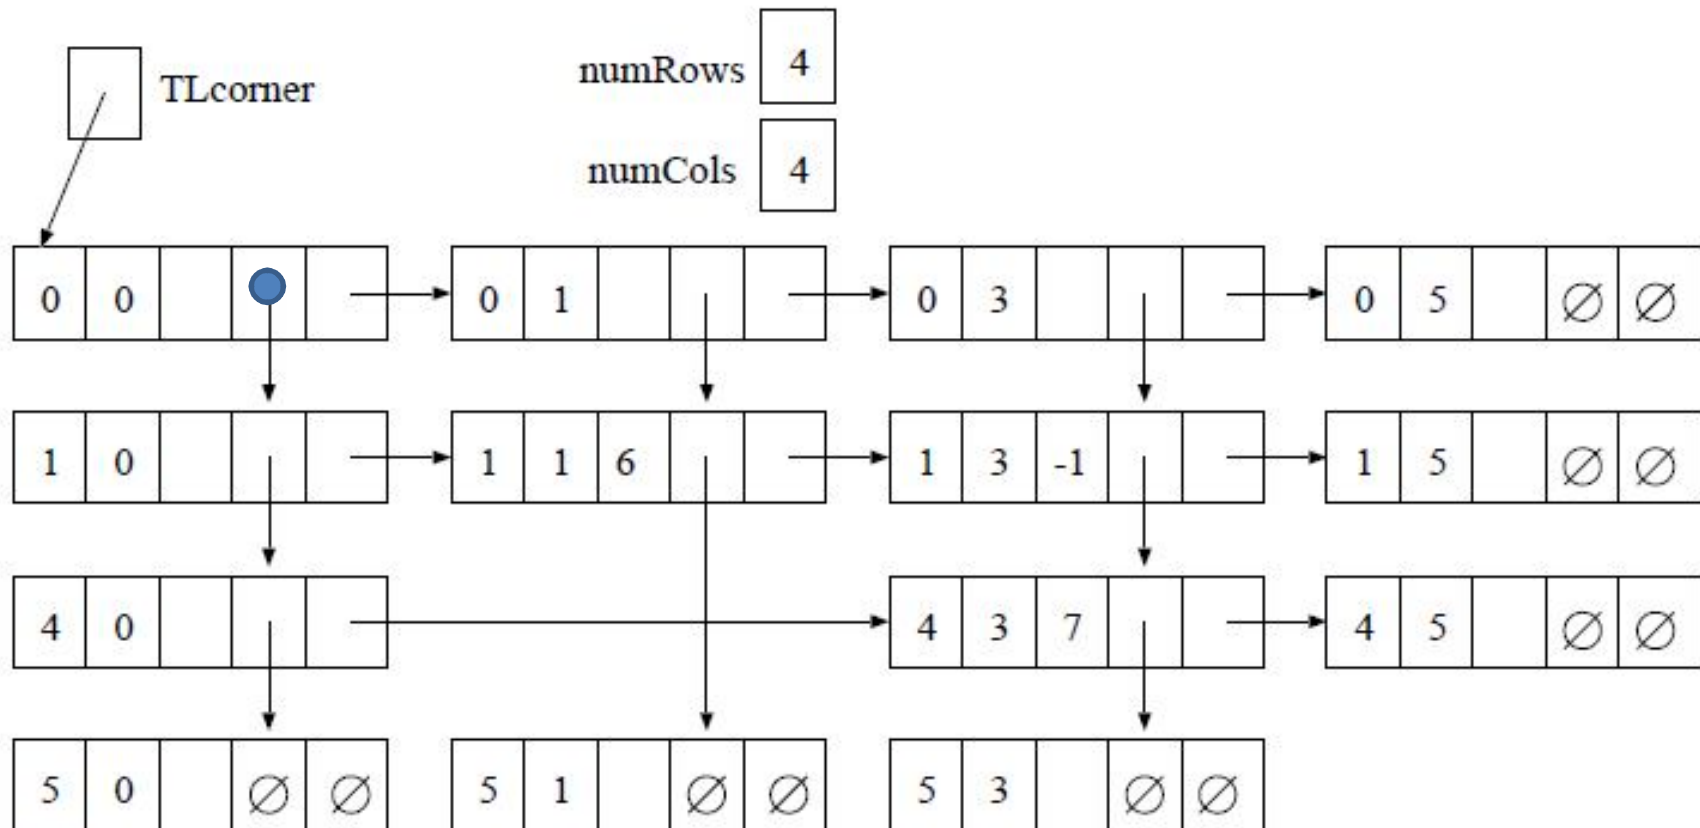 TLcorner
numRows 4
numCols 4
0 0 0 1 0 3 0 5 ∅ ∅
1 0 1 1 6 1 3 -1 1 5 ∅ ∅
4 0 4 3 7 4 5 ∅ ∅
5 0 ∅ ∅ 5 1 ∅ ∅ 5 3 ∅ ∅